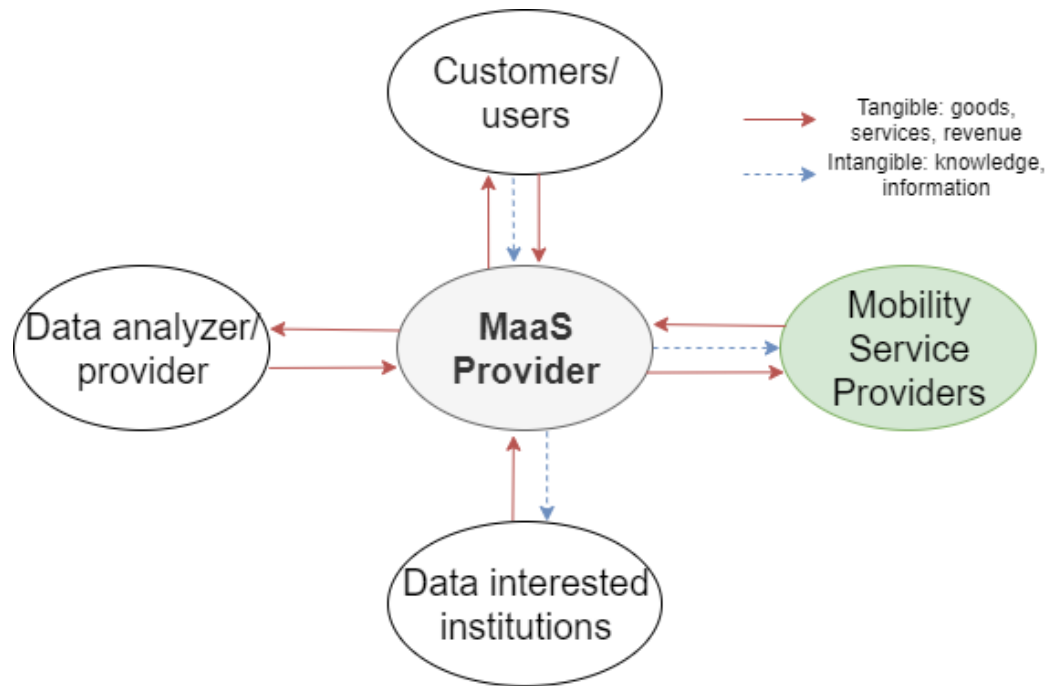 Customers/
users
Tangible: goods,
services, revenue
Intangible: knowledge,
information
Data analyzer/
provider
MaaS
Provider
Mobility
Service
Providers
Data interested
institutions